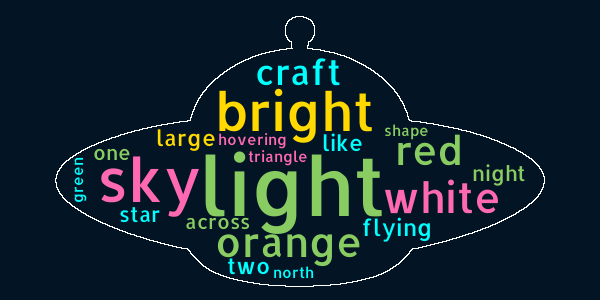 craft
bright
large hovering like shape
one triangle red
green sky light white night
star across flying
orange
two north